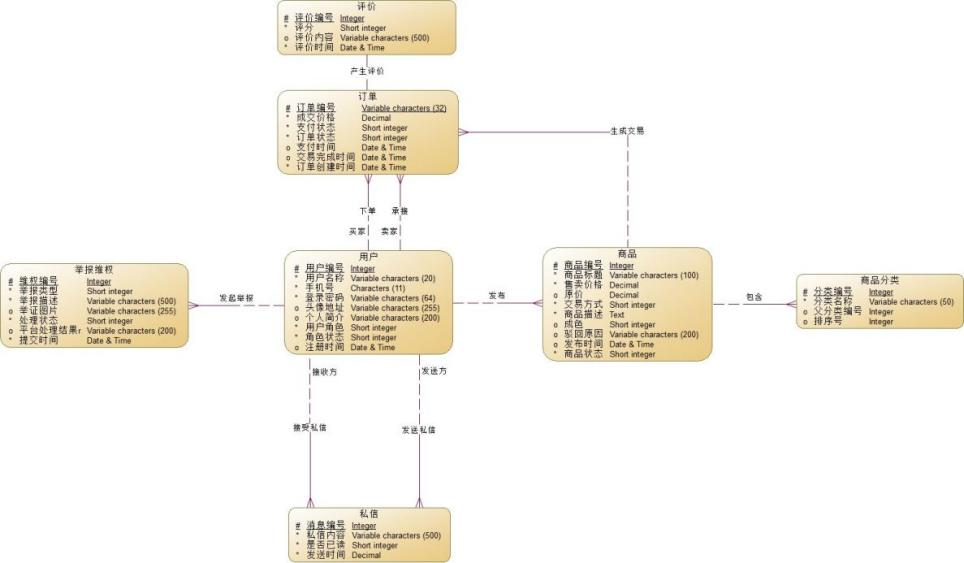 评价
# 评价编号 Integer
* 评分 Short integer
o 评价内容 Variable characters (500)
* 评价时间 Date & Time
产生评价
订单
# 订单编号 Variable characters (32)
* 成交价格 Decimal
* 支付状态 Short integer
* 订单状态 Short integer
o 支付时间 Date & Time
o 交易完成时间 Date & Time
* 订单创建时间 Date & Time
生成交易
下单
承接
买家
卖家
举报维权
# 维权编号 Integer
* 举报类型 Short integer
* 举报描述 Variable characters (500)
o 举证图片 Variable characters (255)
* 处理状态 Short integer
o 平台处理结果r Variable characters (200)
* 提交时间 Date & Time
发起举报
用户
# 用户编号 Integer
* 用户名称 Variable characters (20)
* 手机号 Characters (11)
* 登录密码 Variable characters (64)
o 头像地址 Variable characters (255)
o 个人简介 Variable characters (200)
* 用户角色 Short integer
* 角色状态 Short integer
o 注册时间 Date & Time
发布
商品
# 商品编号 Integer
* 商品标题 Variable characters (100)
* 售卖价格 Decimal
o 原价 Decimal
* 交易方式 Short integer
* 商品描述 Text
o 成色 Short integer
o 驳回原因 Variable characters (200)
o 发布时间 Date & Time
* 商品状态 Short integer
包含
商品分类
# 分类编号 Integer
* 分类名称 Variable characters (50)
o 父分类编号 Integer
o 排序号 Integer
接收方
发送方
接受私信
发送私信
私信
# 消息编号 Integer
* 私信内容 Variable characters (500)
* 是否已读 Short integer
* 发送时间 Decimal